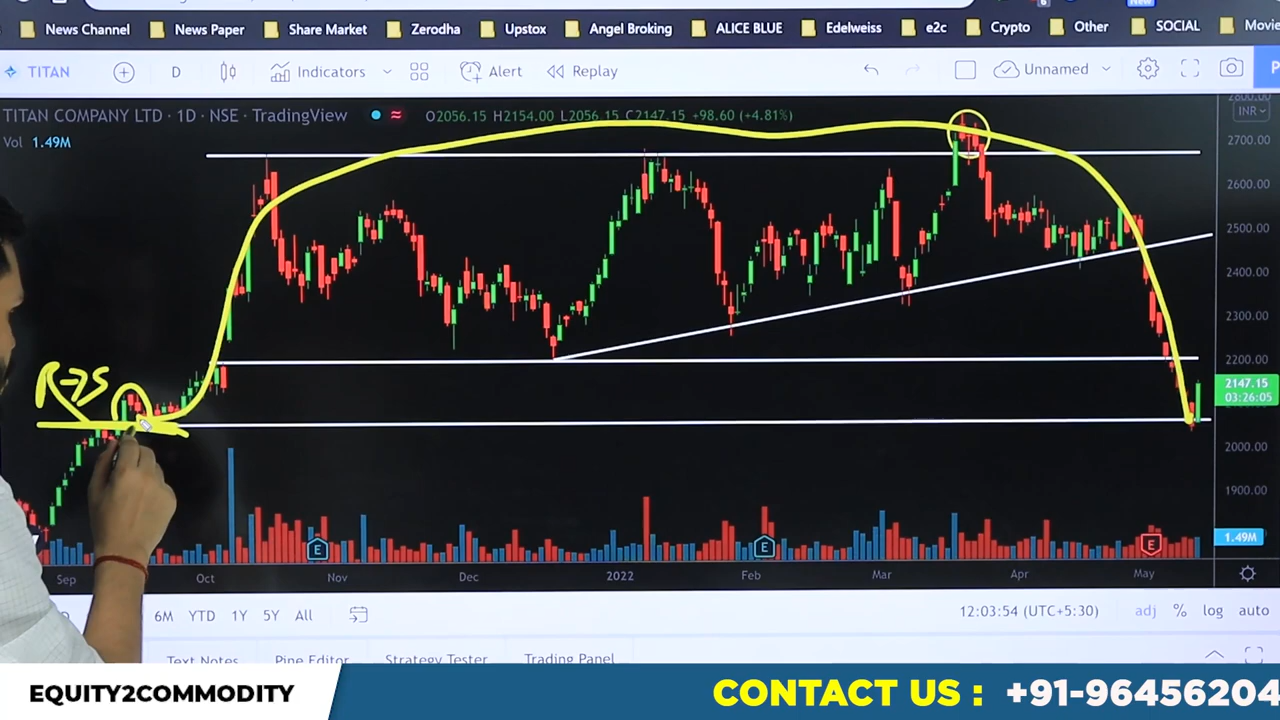 News Channel News Paper Share Market Zerodha Upstox Angel Broking ALICE BLUE Edelweiss e2c Crypto Other SOCIAL Movie
TITAN D Indicators Alert Replay Unnamed P
TITAN COMPANY LTD · 1D · NSE · TradingView O2056.15 H2154.00 L2056.15 C2147.15 +98.60 (+4.81%)
INR
Vol 1.49M
2800.00
2700.00
2600.00
2500.00
2400.00
2300.00
2200.00
R→S
2147.15
03:26:05
2000.00
1900.00
1.49M
E E E
Sep Oct Nov Dec 2022 Feb Mar Apr May
6M YTD 1Y 5Y All 12:03:54 (UTC+5:30) adj % log auto
Text Notes Pine Editor Strategy Tester Trading Panel
EQUITY2COMMODITY CONTACT US : +91-96456204